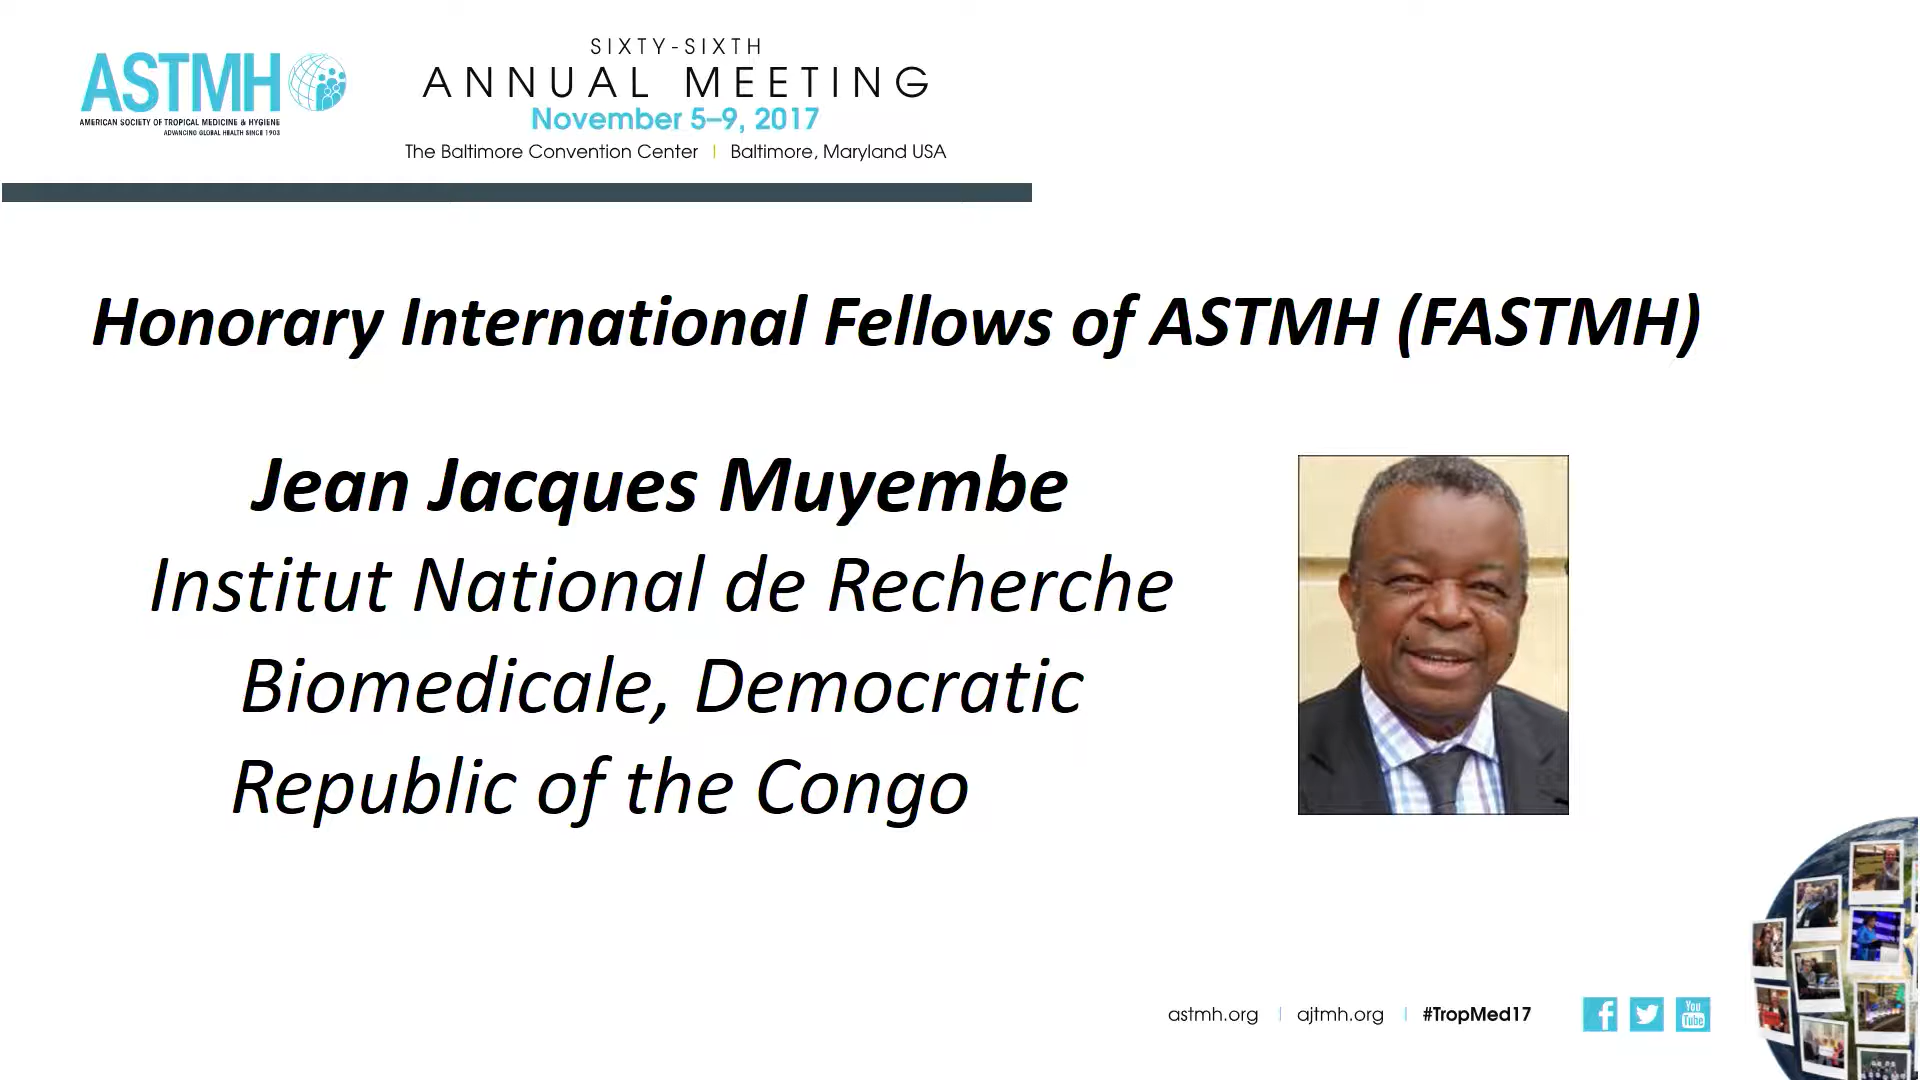 ASTMH
AMERICAN SOCIETY OF TROPICAL MEDICINE & HYGIENE
ADVANCING GLOBAL HEALTH SINCE 1903
SIXTY-SIXTH
ANNUAL MEETING
November 5–9, 2017
The Baltimore Convention Center | Baltimore, Maryland USA
Honorary International Fellows of ASTMH (FASTMH)
Jean Jacques Muyembe
Institut National de Recherche
Biomedicale, Democratic
Republic of the Congo
astmh.org | ajtmh.org | #TropMed17
You
Tube